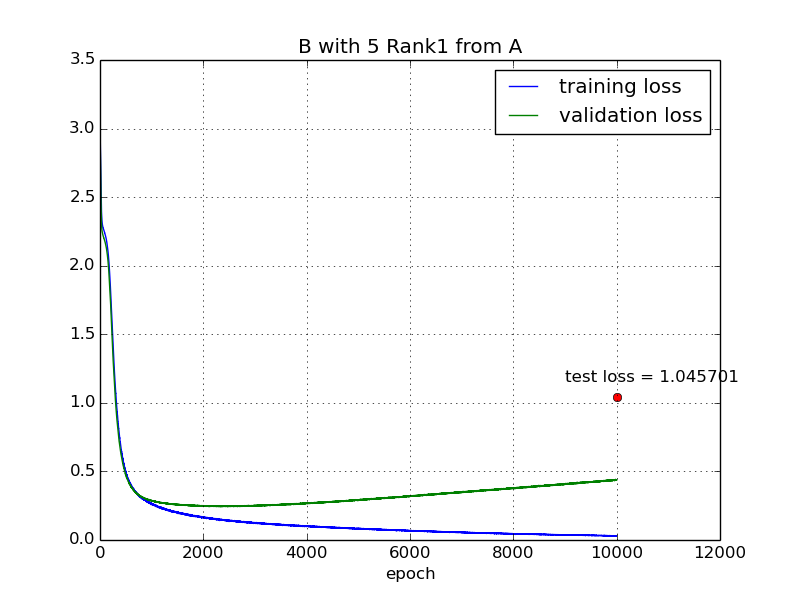 B with 5 Rank1 from A
3.5
3.0
2.5
2.0
1.5
1.0
0.5
0.0
training loss
validation loss
test loss = 1.045701
0 2000 4000 6000 8000 10000 12000
epoch